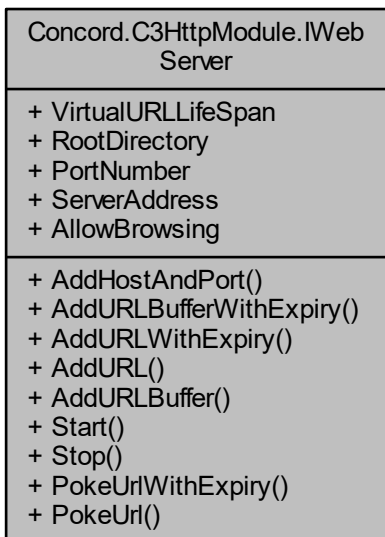 Concord.C3HttpModule.IWeb
Server
+ VirtualURLLifeSpan
+ RootDirectory
+ PortNumber
+ ServerAddress
+ AllowBrowsing
+ AddHostAndPort()
+ AddURLBufferWithExpiry()
+ AddURLWithExpiry()
+ AddURL()
+ AddURLBuffer()
+ Start()
+ Stop()
+ PokeUrlWithExpiry()
+ PokeUrl()